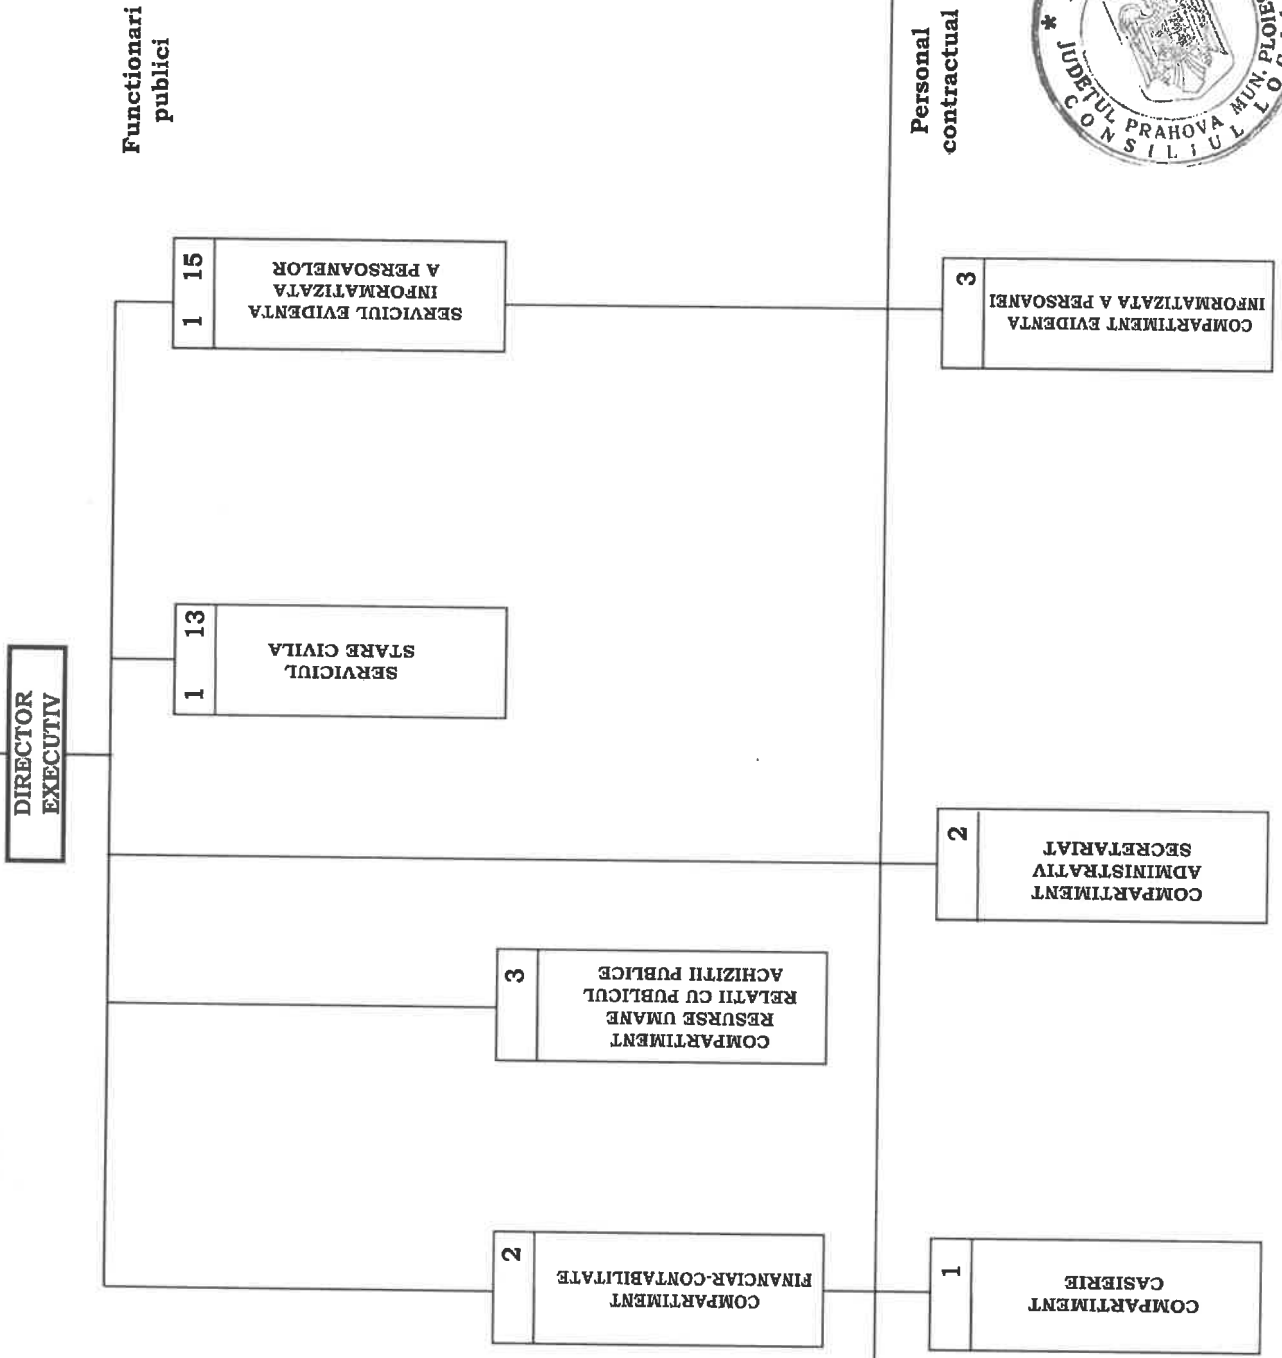 DIRECTOR
EXECUTIV
Functionari
publici
1 15
SERVICIUL EVIDENTA
INFORMATIZATA
A PERSOANELOR
1 13
SERVICIUL
STARE CIVILA
3
COMPARTIMENT
RESURSE UMANE
RELATII CU PUBLICUL
ACHIZITII PUBLICE
2
COMPARTIMENT
FINANCIAR-CONTABILITATE
Personal
contractual
3
COMPARTIMENT EVIDENTA
INFORMATIZATA A PERSOANEI
2
COMPARTIMENT
ADMINISTRATIV
SECRETARIAT
1
COMPARTIMENT
CASIERIE
* JUDETUL PRAHOVA MUN.
CONSILIUL